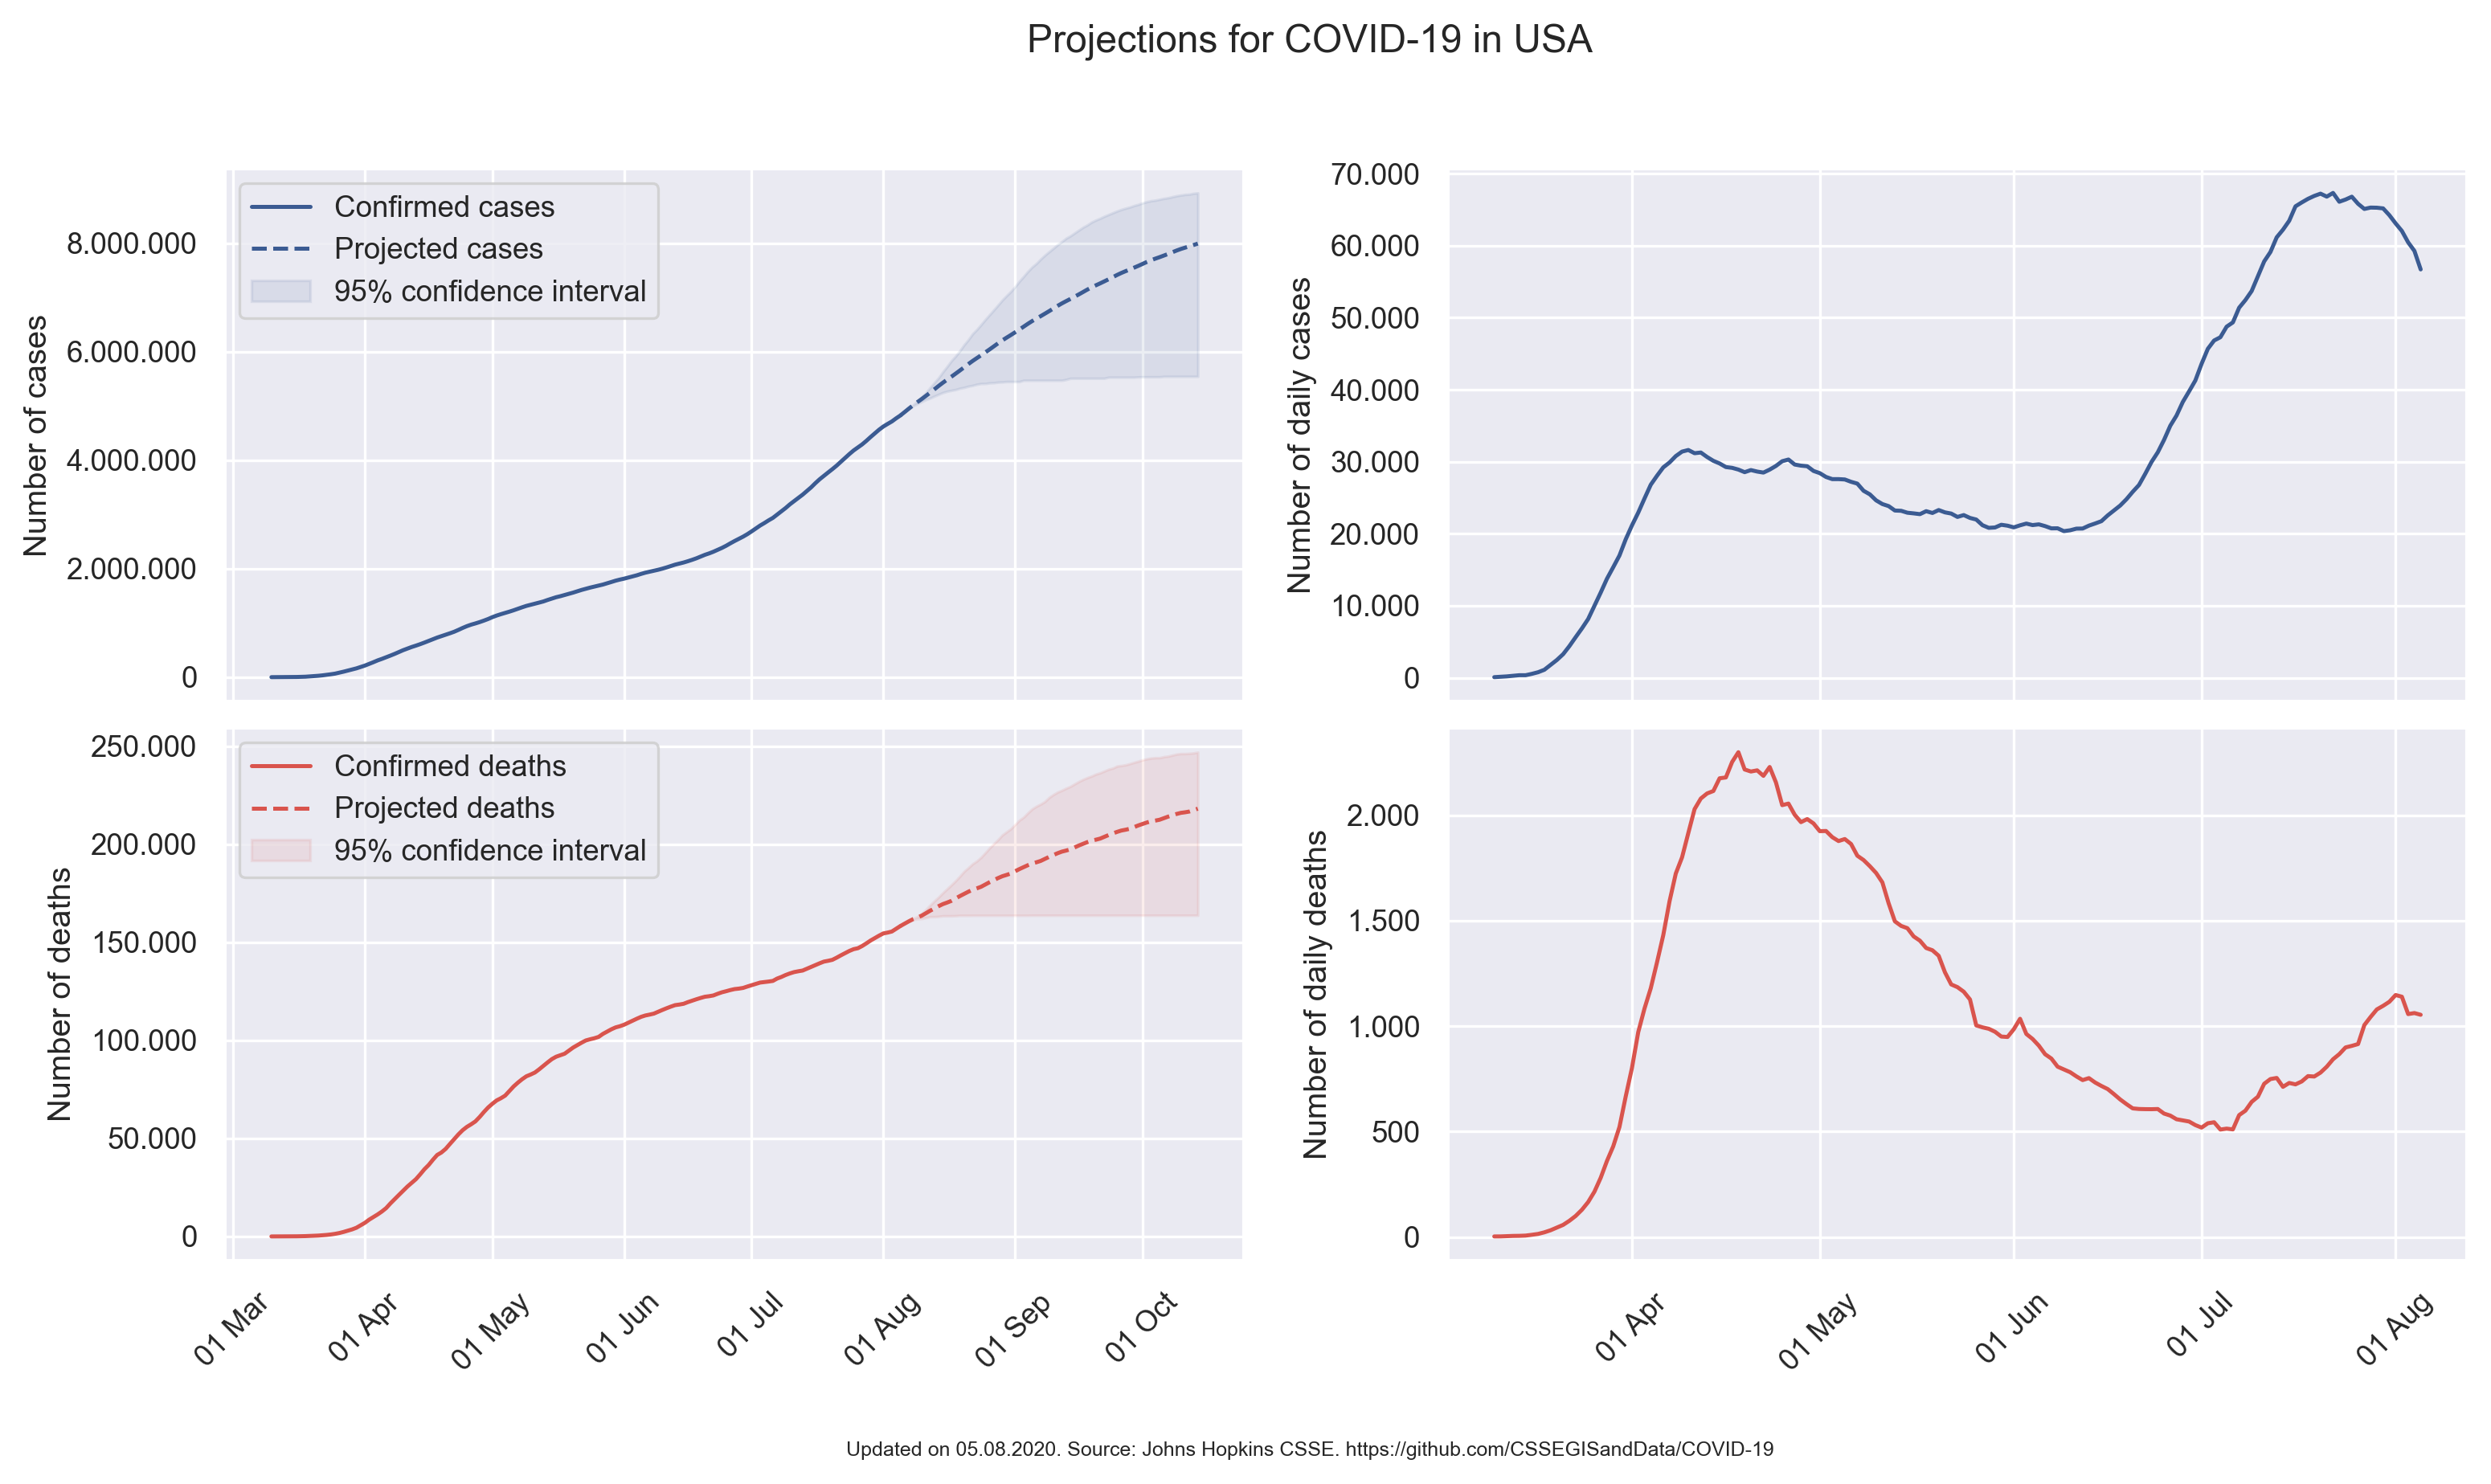 Projections for COVID-19 in USA
Number of cases
8.000.000
6.000.000
4.000.000
2.000.000
0
Confirmed cases
Projected cases
95% confidence interval
Number of daily cases
70.000
60.000
50.000
40.000
30.000
20.000
10.000
0
Number of deaths
250.000
200.000
150.000
100.000
50.000
0
Confirmed deaths
Projected deaths
95% confidence interval
01 Mar
01 Apr
01 May
01 Jun
01 Jul
01 Aug
01 Sep
01 Oct
Number of daily deaths
2.000
1.500
1.000
500
0
01 Apr
01 May
01 Jun
01 Jul
01 Aug
Updated on 05.08.2020. Source: Johns Hopkins CSSE. https://github.com/CSSEGISandData/COVID-19